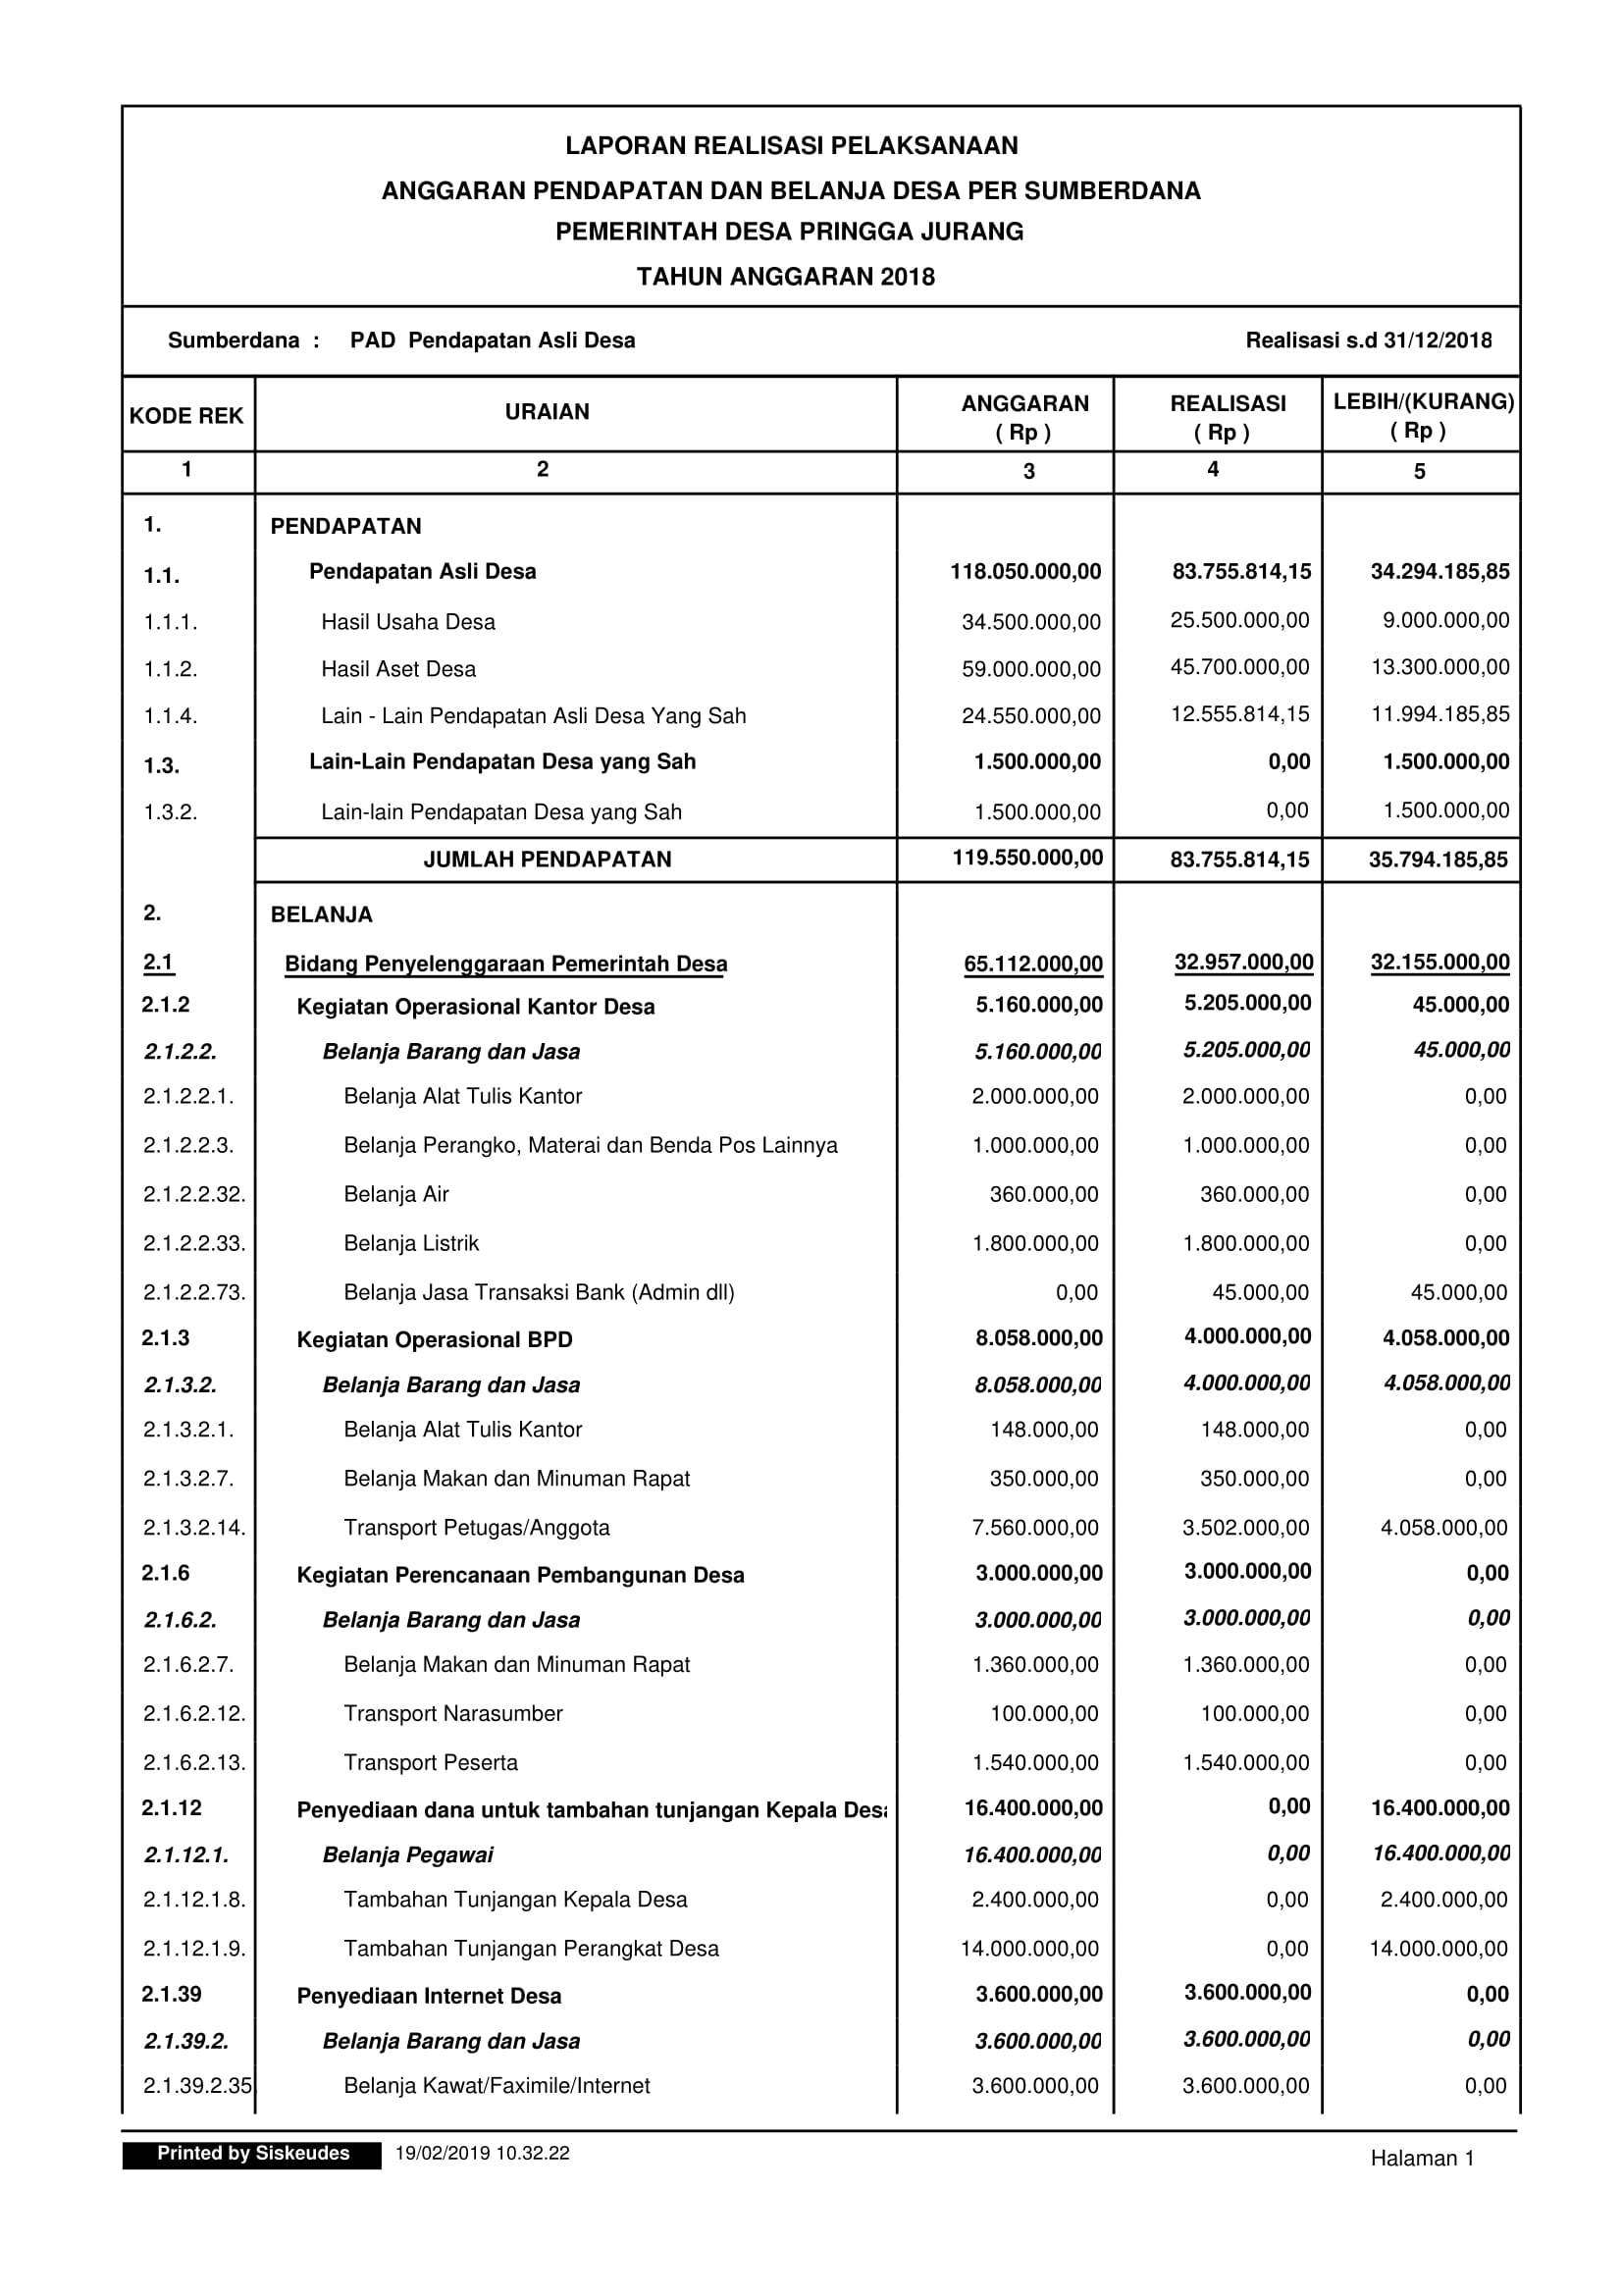 LAPORAN REALISASI PELAKSANAAN
ANGGARAN PENDAPATAN DAN BELANJA DESA PER SUMBERDANA
PEMERINTAH DESA PRINGGA JURANG
TAHUN ANGGARAN 2018
Sumberdana : PAD Pendapatan Asli Desa Realisasi s.d 31/12/2018
KODE REK URAIAN ANGGARAN ( Rp ) REALISASI ( Rp ) LEBIH/(KURANG) ( Rp )
1 2 3 4 5
1. PENDAPATAN
1.1. Pendapatan Asli Desa 118.050.000,00 83.755.814,15 34.294.185,85
1.1.1. Hasil Usaha Desa 34.500.000,00 25.500.000,00 9.000.000,00
1.1.2. Hasil Aset Desa 59.000.000,00 45.700.000,00 13.300.000,00
1.1.4. Lain - Lain Pendapatan Asli Desa Yang Sah 24.550.000,00 12.555.814,15 11.994.185,85
1.3. Lain-Lain Pendapatan Desa yang Sah 1.500.000,00 0,00 1.500.000,00
1.3.2. Lain-lain Pendapatan Desa yang Sah 1.500.000,00 0,00 1.500.000,00
JUMLAH PENDAPATAN 119.550.000,00 83.755.814,15 35.794.185,85
2. BELANJA
2.1 Bidang Penyelenggaraan Pemerintah Desa 65.112.000,00 32.957.000,00 32.155.000,00
2.1.2 Kegiatan Operasional Kantor Desa 5.160.000,00 5.205.000,00 45.000,00
2.1.2.2. Belanja Barang dan Jasa 5.160.000,00 5.205.000,00 45.000,00
2.1.2.2.1. Belanja Alat Tulis Kantor 2.000.000,00 2.000.000,00 0,00
2.1.2.2.3. Belanja Perangko, Materai dan Benda Pos Lainnya 1.000.000,00 1.000.000,00 0,00
2.1.2.2.32. Belanja Air 360.000,00 360.000,00 0,00
2.1.2.2.33. Belanja Listrik 1.800.000,00 1.800.000,00 0,00
2.1.2.2.73. Belanja Jasa Transaksi Bank (Admin dll) 0,00 45.000,00 45.000,00
2.1.3 Kegiatan Operasional BPD 8.058.000,00 4.000.000,00 4.058.000,00
2.1.3.2. Belanja Barang dan Jasa 8.058.000,00 4.000.000,00 4.058.000,00
2.1.3.2.1. Belanja Alat Tulis Kantor 148.000,00 148.000,00 0,00
2.1.3.2.7. Belanja Makan dan Minuman Rapat 350.000,00 350.000,00 0,00
2.1.3.2.14. Transport Petugas/Anggota 7.560.000,00 3.502.000,00 4.058.000,00
2.1.6 Kegiatan Perencanaan Pembangunan Desa 3.000.000,00 3.000.000,00 0,00
2.1.6.2. Belanja Barang dan Jasa 3.000.000,00 3.000.000,00 0,00
2.1.6.2.7. Belanja Makan dan Minuman Rapat 1.360.000,00 1.360.000,00 0,00
2.1.6.2.12. Transport Narasumber 100.000,00 100.000,00 0,00
2.1.6.2.13. Transport Peserta 1.540.000,00 1.540.000,00 0,00
2.1.12 Penyediaan dana untuk tambahan tunjangan Kepala Desa 16.400.000,00 0,00 16.400.000,00
2.1.12.1. Belanja Pegawai 16.400.000,00 0,00 16.400.000,00
2.1.12.1.8. Tambahan Tunjangan Kepala Desa 2.400.000,00 0,00 2.400.000,00
2.1.12.1.9. Tambahan Tunjangan Perangkat Desa 14.000.000,00 0,00 14.000.000,00
2.1.39 Penyediaan Internet Desa 3.600.000,00 3.600.000,00 0,00
2.1.39.2. Belanja Barang dan Jasa 3.600.000,00 3.600.000,00 0,00
2.1.39.2.35. Belanja Kawat/Faximile/Internet 3.600.000,00 3.600.000,00 0,00
Printed by Siskeudes 19/02/2019 10.32.22 Halaman 1